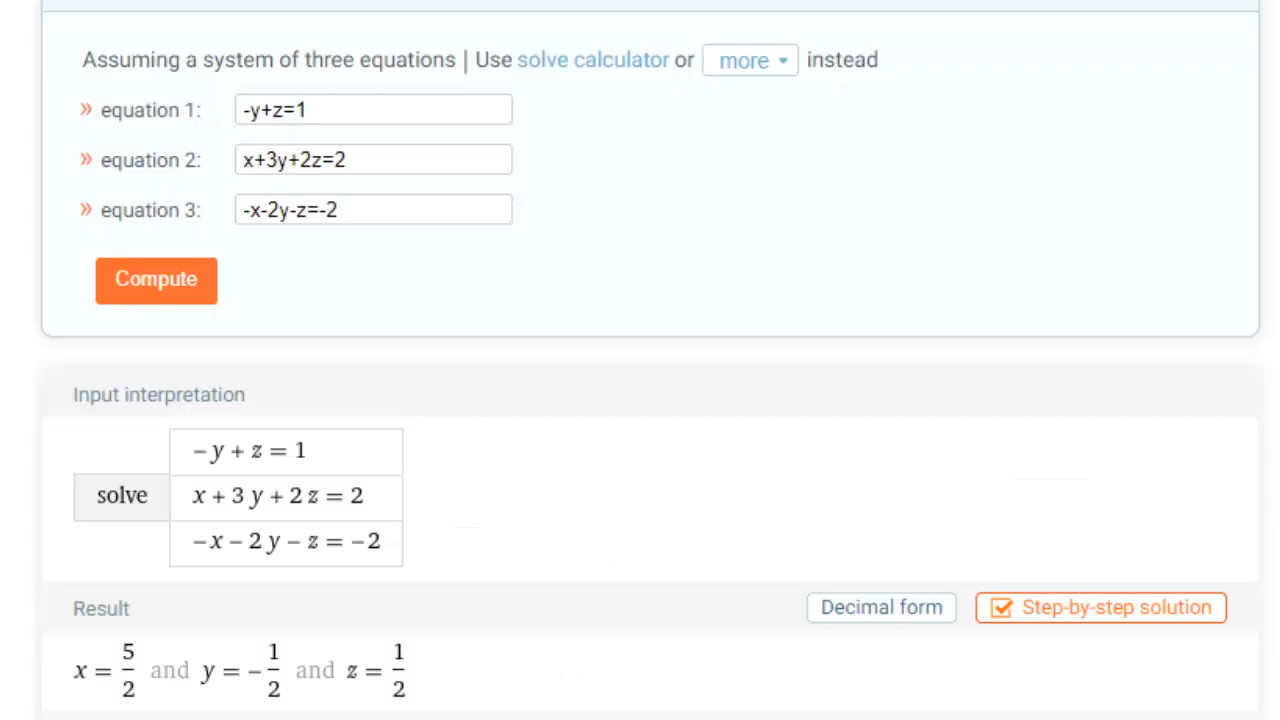 Assuming a system of three equations | Use solve calculator or more instead
» equation 1: -y+z=1
» equation 2: x+3y+2z=2
» equation 3: -x-2y-z=-2
Compute
Input interpretation
− y + z = 1
solve x + 3 y + 2 z = 2
− x − 2 y − z = −2
Result Decimal form Step-by-step solution
x = 5/2 and y = − 1/2 and z = 1/2